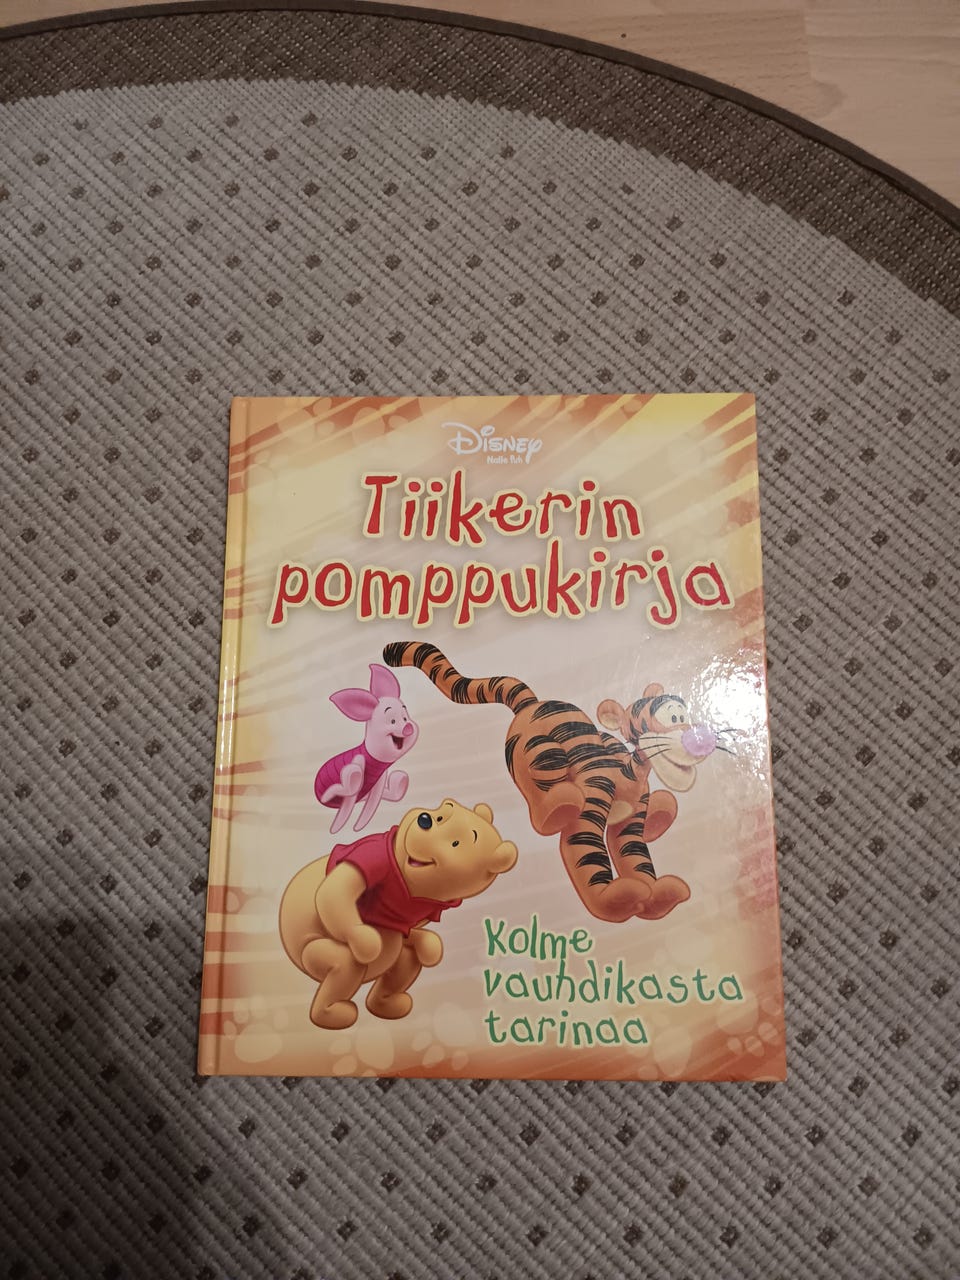 Disney
Nalle Puh
Tiikerin
pomppukirja
Kolme
vauhdikasta
tarinaa